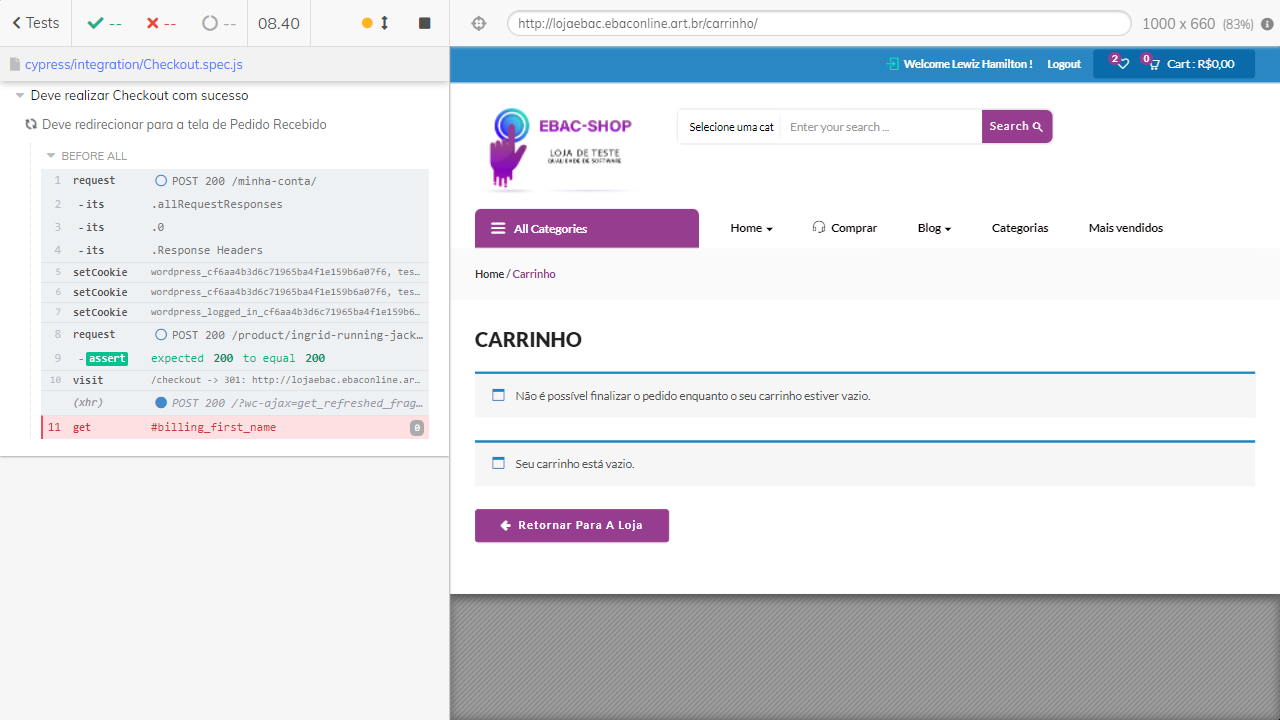 Tests
--
--
--
08.40
http://lojaebac.ebaconline.art.br/carrinho/
1000 x 660 (83%)
cypress/integration/Checkout.spec.js
Deve realizar Checkout com sucesso
Deve redirecionar para a tela de Pedido Recebido
BEFORE ALL
1 request POST 200 /minha-conta/
2 -its .allRequestResponses
3 -its .0
4 -its .Response Headers
5 setCookie wordpress_cf6aa4b3d6c71965ba4f1e159b6a07f6, tes…
6 setCookie wordpress_cf6aa4b3d6c71965ba4f1e159b6a07f6, tes…
7 setCookie wordpress_logged_in_cf6aa4b3d6c71965ba4f1e159b6…
8 request POST 200 /product/ingrid-running-jack…
9 -assert expected 200 to equal 200
10 visit /checkout -> 301: http://lojaebac.ebaconline.ar…
(xhr) POST 200 /?wc-ajax=get_refreshed_frag…
11 get #billing_first_name 0
Welcome Lewiz Hamilton ! Logout 2 0 Cart : R$0,00
EBAC-SHOP
LOJA DE TESTE
QUALIDADE DE SOFTWARE
Selecione uma cat Enter your search ... Search
All Categories Home Comprar Blog Categorias Mais vendidos
Home / Carrinho
CARRINHO
Não é possível finalizar o pedido enquanto o seu carrinho estiver vazio.
Seu carrinho está vazio.
Retornar Para A Loja